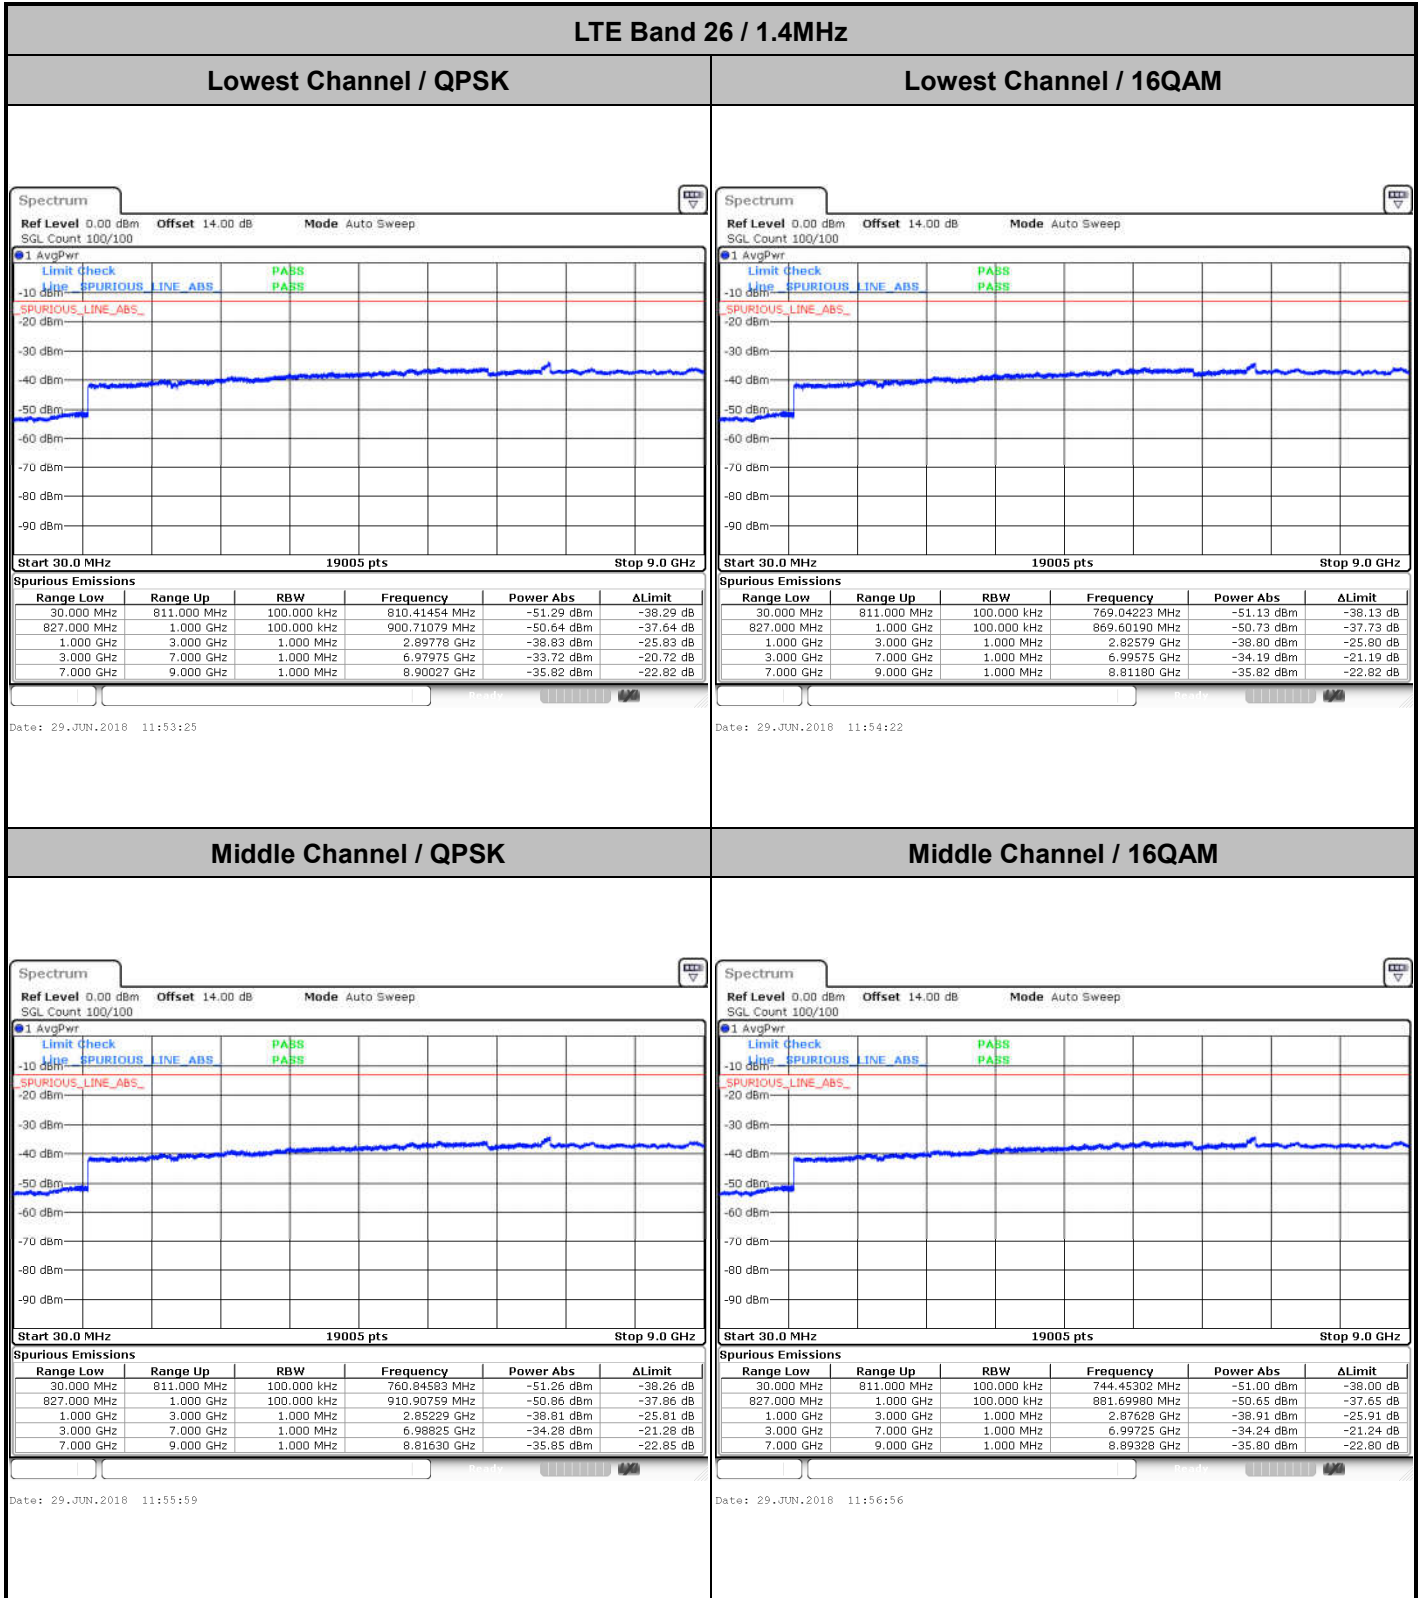 LTE Band 26 / 1.4MHz
Lowest Channel / QPSK
Lowest Channel / 16QAM
Spectrum
Ref Level 0.00 dBm Offset 14.00 dB Mode Auto Sweep
SGL Count 100/100
1 AvgPwr
Limit Check PASS
Line _SPURIOUS_LINE_ABS_ PASS
-10 dBm
_SPURIOUS_LINE_ABS_
-20 dBm
-30 dBm
-40 dBm
-50 dBm
-60 dBm
-70 dBm
-80 dBm
-90 dBm
Start 30.0 MHz 19005 pts Stop 9.0 GHz
Spurious Emissions
Range Low Range Up RBW Frequency Power Abs ΔLimit
30.000 MHz 811.000 MHz 100.000 kHz 810.41454 MHz -51.29 dBm -38.29 dB
827.000 MHz 1.000 GHz 100.000 kHz 900.71079 MHz -50.64 dBm -37.64 dB
1.000 GHz 3.000 GHz 1.000 MHz 2.89778 GHz -38.83 dBm -25.83 dB
3.000 GHz 7.000 GHz 1.000 MHz 6.97975 GHz -33.72 dBm -20.72 dB
7.000 GHz 9.000 GHz 1.000 MHz 8.90027 GHz -35.82 dBm -22.82 dB
Ready
Date: 29.JUN.2018 11:53:25
Spectrum
Ref Level 0.00 dBm Offset 14.00 dB Mode Auto Sweep
SGL Count 100/100
1 AvgPwr
Limit Check PASS
Line _SPURIOUS_LINE_ABS_ PASS
-10 dBm
_SPURIOUS_LINE_ABS_
-20 dBm
-30 dBm
-40 dBm
-50 dBm
-60 dBm
-70 dBm
-80 dBm
-90 dBm
Start 30.0 MHz 19005 pts Stop 9.0 GHz
Spurious Emissions
Range Low Range Up RBW Frequency Power Abs ΔLimit
30.000 MHz 811.000 MHz 100.000 kHz 769.04223 MHz -51.13 dBm -38.13 dB
827.000 MHz 1.000 GHz 100.000 kHz 869.60190 MHz -50.73 dBm -37.73 dB
1.000 GHz 3.000 GHz 1.000 MHz 2.82579 GHz -38.80 dBm -25.80 dB
3.000 GHz 7.000 GHz 1.000 MHz 6.99575 GHz -34.19 dBm -21.19 dB
7.000 GHz 9.000 GHz 1.000 MHz 8.81180 GHz -35.82 dBm -22.82 dB
Ready
Date: 29.JUN.2018 11:54:22
Middle Channel / QPSK
Middle Channel / 16QAM
Spectrum
Ref Level 0.00 dBm Offset 14.00 dB Mode Auto Sweep
SGL Count 100/100
1 AvgPwr
Limit Check PASS
Line _SPURIOUS_LINE_ABS_ PASS
-10 dBm
_SPURIOUS_LINE_ABS_
-20 dBm
-30 dBm
-40 dBm
-50 dBm
-60 dBm
-70 dBm
-80 dBm
-90 dBm
Start 30.0 MHz 19005 pts Stop 9.0 GHz
Spurious Emissions
Range Low Range Up RBW Frequency Power Abs ΔLimit
30.000 MHz 811.000 MHz 100.000 kHz 760.84583 MHz -51.26 dBm -38.26 dB
827.000 MHz 1.000 GHz 100.000 kHz 910.90759 MHz -50.86 dBm -37.86 dB
1.000 GHz 3.000 GHz 1.000 MHz 2.85229 GHz -38.81 dBm -25.81 dB
3.000 GHz 7.000 GHz 1.000 MHz 6.98825 GHz -34.28 dBm -21.28 dB
7.000 GHz 9.000 GHz 1.000 MHz 8.81630 GHz -35.85 dBm -22.85 dB
Ready
Date: 29.JUN.2018 11:55:59
Spectrum
Ref Level 0.00 dBm Offset 14.00 dB Mode Auto Sweep
SGL Count 100/100
1 AvgPwr
Limit Check PASS
Line _SPURIOUS_LINE_ABS_ PASS
-10 dBm
_SPURIOUS_LINE_ABS_
-20 dBm
-30 dBm
-40 dBm
-50 dBm
-60 dBm
-70 dBm
-80 dBm
-90 dBm
Start 30.0 MHz 19005 pts Stop 9.0 GHz
Spurious Emissions
Range Low Range Up RBW Frequency Power Abs ΔLimit
30.000 MHz 811.000 MHz 100.000 kHz 744.45302 MHz -51.00 dBm -38.00 dB
827.000 MHz 1.000 GHz 100.000 kHz 881.69980 MHz -50.65 dBm -37.65 dB
1.000 GHz 3.000 GHz 1.000 MHz 2.87628 GHz -38.91 dBm -25.91 dB
3.000 GHz 7.000 GHz 1.000 MHz 6.99725 GHz -34.24 dBm -21.24 dB
7.000 GHz 9.000 GHz 1.000 MHz 8.89328 GHz -35.80 dBm -22.80 dB
Ready
Date: 29.JUN.2018 11:56:56